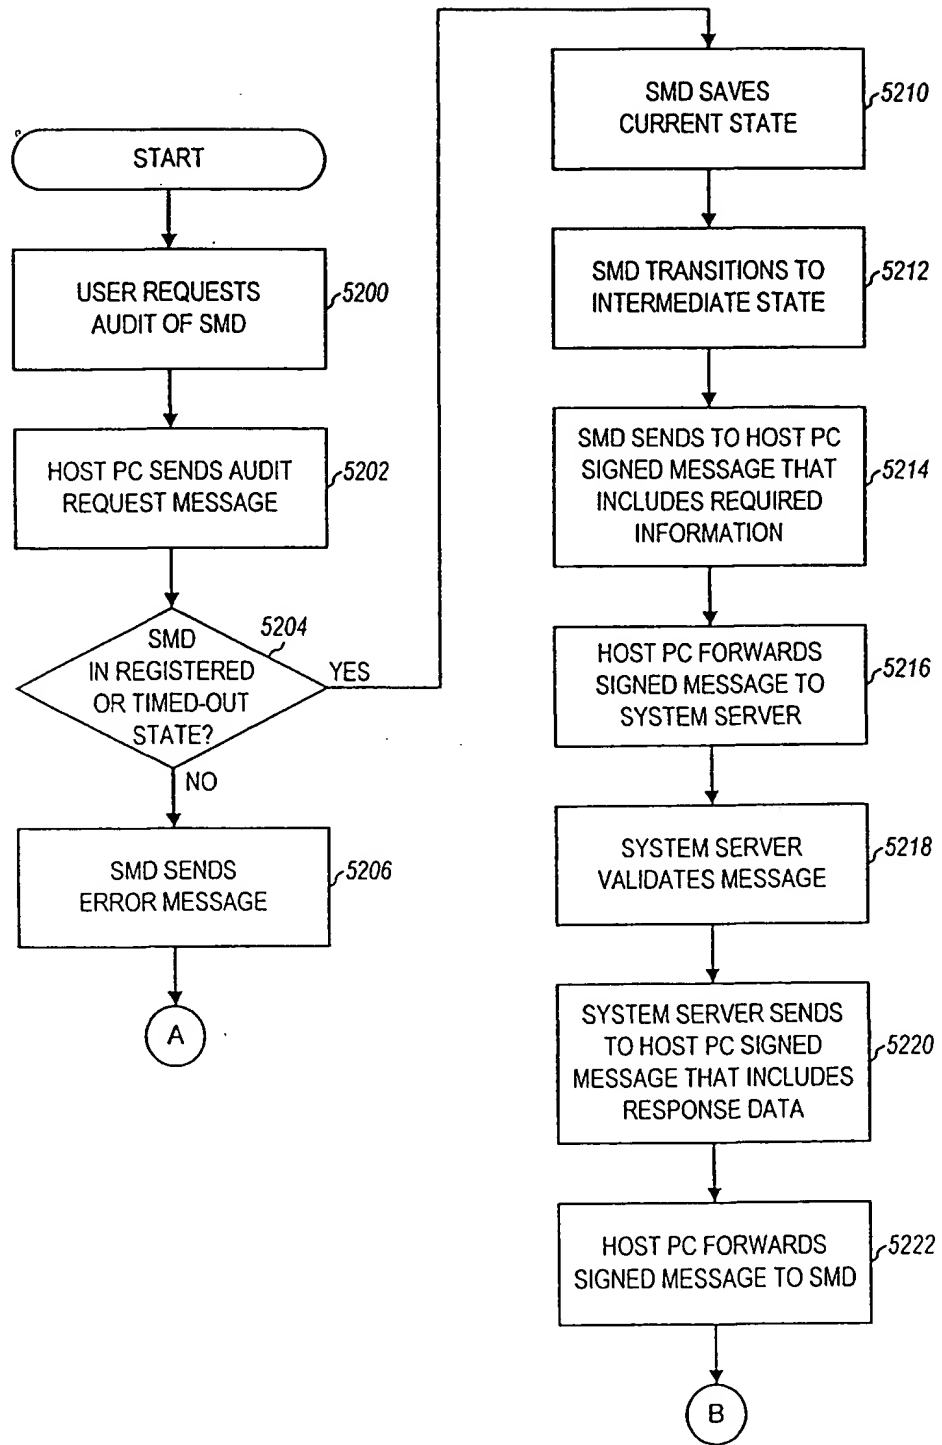 START
USER REQUESTS
AUDIT OF SMD
5200
HOST PC SENDS AUDIT
REQUEST MESSAGE
5202
SMD
IN REGISTERED
OR TIMED-OUT
STATE?
5204
YES
NO
SMD SENDS
ERROR MESSAGE
5206
A
SMD SAVES
CURRENT STATE
5210
SMD TRANSITIONS TO
INTERMEDIATE STATE
5212
SMD SENDS TO HOST PC
SIGNED MESSAGE THAT
INCLUDES REQUIRED
INFORMATION
5214
HOST PC FORWARDS
SIGNED MESSAGE TO
SYSTEM SERVER
5216
SYSTEM SERVER
VALIDATES MESSAGE
5218
SYSTEM SERVER SENDS
TO HOST PC SIGNED
MESSAGE THAT INCLUDES
RESPONSE DATA
5220
HOST PC FORWARDS
SIGNED MESSAGE TO SMD
5222
B